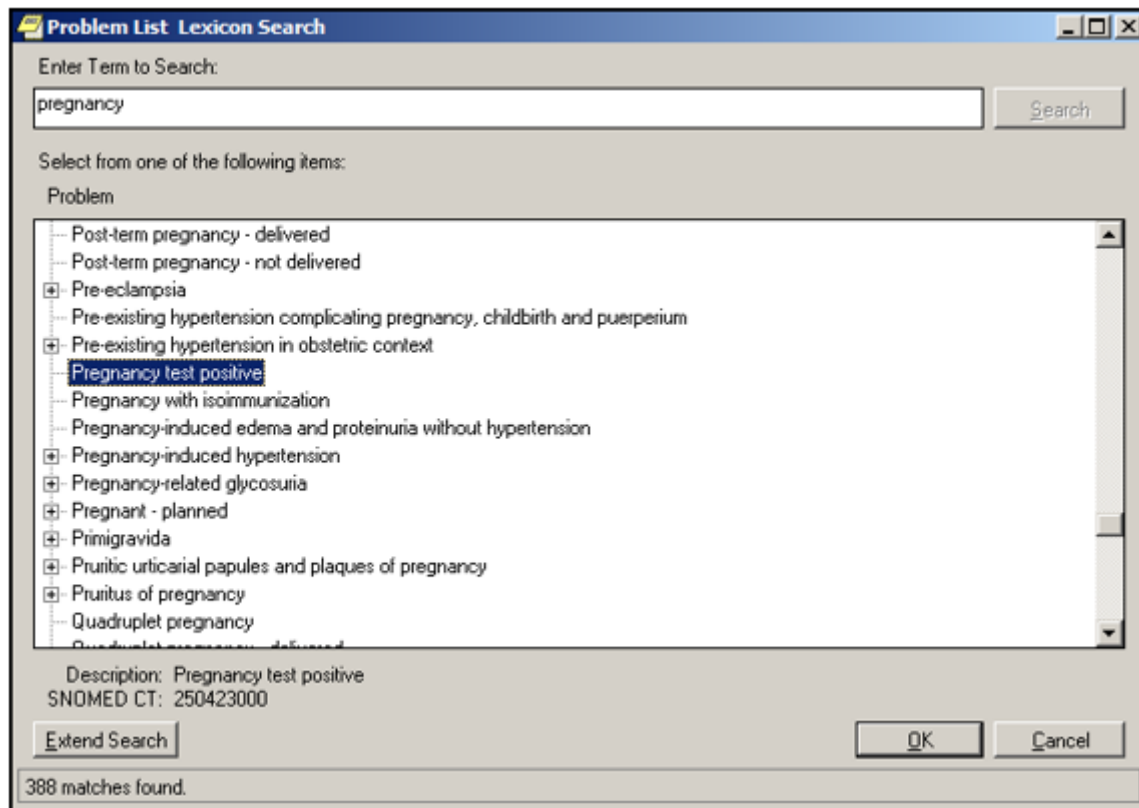 Problem List Lexicon Search
Enter Term to Search:
pregnancy
Search
Select from one of the following items:
Problem
Post-term pregnancy - delivered
Post-term pregnancy - not delivered
Pre-eclampsia
Pre-existing hypertension complicating pregnancy, childbirth and puerperium
Pre-existing hypertension in obstetric context
Pregnancy test positive
Pregnancy with isoimmunization
Pregnancy-induced edema and proteinuria without hypertension
Pregnancy-induced hypertension
Pregnancy-related glycosuria
Pregnant - planned
Primigravida
Pruritic urticarial papules and plaques of pregnancy
Pruritus of pregnancy
Quadruplet pregnancy
Quadruplet pregnancy - delivered
Description: Pregnancy test positive
SNOMED CT: 250423000
Extend Search
OK
Cancel
388 matches found.